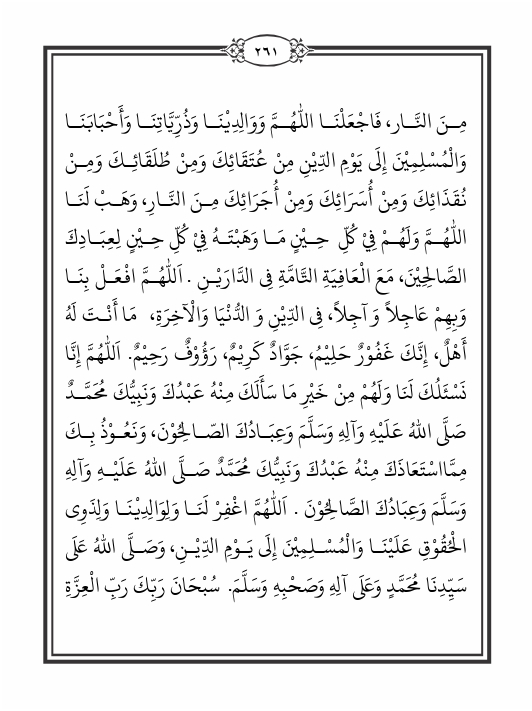 ٢٦١
مِـنَ النَّـارِ، فَاجْعَلْنَـا اللّٰهُـمَّ وَوَالِدِيْنَـا وَذُرِّيَّاتِنَـا وَأَحْبَابَنَـا
وَالْمُسْلِمِيْنَ إِلَى يَوْمِ الدِّيْنِ مِنْ عُتَقَائِكَ وَمِنْ طُلَقَائِـكَ وَمِـنْ
نُقَذَائِكَ وَمِنْ أُسَرَائِكَ وَمِنْ أُجَرَائِكَ مِـنَ النَّـارِ، وَهَـبْ لَنَا
اللّٰهُمَّ وَلَهُمْ فِيْ كُلِّ حِـيْنٍ مَـا وَهَبْتَـهُ فِيْ كُلِّ حِـيْنٍ لِعِبَـادِكَ
الصَّالِحِيْنَ، مَعَ الْعَافِيَةِ التَّامَّةِ فِى الدَّارَيْـنِ . اَللّٰهُـمَّ افْعَـلْ بِنَـا
وَبِهِمْ عَاجِلاً وَآجِلاً، فِى الدِّيْنِ وَ الدُّنْيَا وَالْآخِرَةِ، مَا أَنْـتَ لَهُ
أَهْلٌ، إِنَّكَ غَفُوْرٌ حَلِيْمُ، جَوَّادٌ كَرِيْمٌ، رَؤُوْفٌ رَحِيْمٌ. اَللّٰهُمَّ إِنَّا
نَسْئَلُكَ لَنَا وَلَهُمْ مِنْ خَيْرِ مَا سَأَلَكَ مِنْهُ عَبْدُكَ وَنَبِيُّكَ مُحَمَّـدٌ
صَلَّى اللهُ عَلَيْهِ وَآلِهِ وَسَلَّمَ وَعِبَـادُكَ الصَّـالِحُوْنَ، وَنَعُـوْذُ بِـكَ
مِمَّااسْتَعَاذَكَ مِنْهُ عَبْدُكَ وَنَبِيُّكَ مُحَمَّدٌ صَـلَّى اللهُ عَلَيْـهِ وَآلِهِ
وَسَلَّمَ وَعِبَادُكَ الصَّالِحُوْنَ . اَللّٰهُمَّ اغْفِرْ لَنَـا وَلِوَالِدِيْنَـا وَلِذَوِى
الْحُقُوْقِ عَلَيْنَـا وَالْمُسْـلِمِيْنَ إِلَى يَـوْمِ الدِّيْـنِ، وَصَـلَّى اللهُ عَلَى
سَيِّدِنَا مُحَمَّدٍ وَعَلَى آلِهِ وَصَحْبِهِ وَسَلَّمَ. سُبْحَانَ رَبِّكَ رَبِّ الْعِزَّةِ